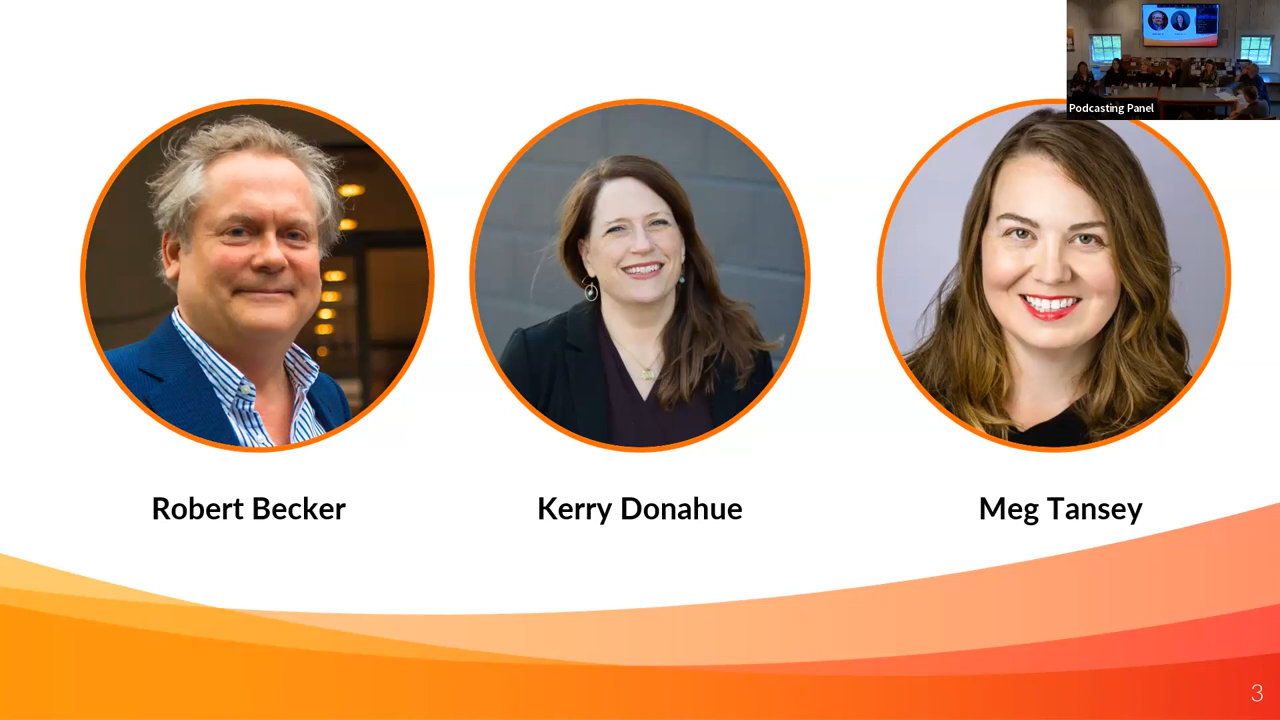 Podcasting Panel
Robert Becker
Kerry Donahue
Meg Tansey
3